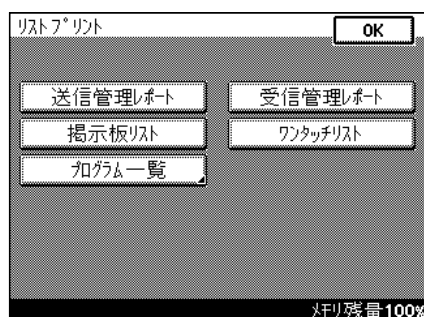 ﾘｽﾄﾌﾟﾘﾝﾄ
OK
送信管理ﾚﾎﾟｰﾄ
受信管理ﾚﾎﾟｰﾄ
掲示板ﾘｽﾄ
ﾜﾝﾀｯﾁﾘｽﾄ
ﾌﾟﾛｸﾞﾗﾑ一覧
ﾒﾓﾘ残量100%